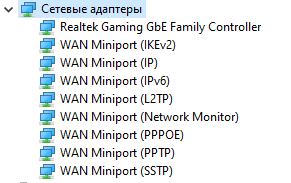 Сетевые адаптеры
Realtek Gaming GbE Family Controller
WAN Miniport (IKEv2)
WAN Miniport (IP)
WAN Miniport (IPv6)
WAN Miniport (L2TP)
WAN Miniport (Network Monitor)
WAN Miniport (PPPOE)
WAN Miniport (PPTP)
WAN Miniport (SSTP)